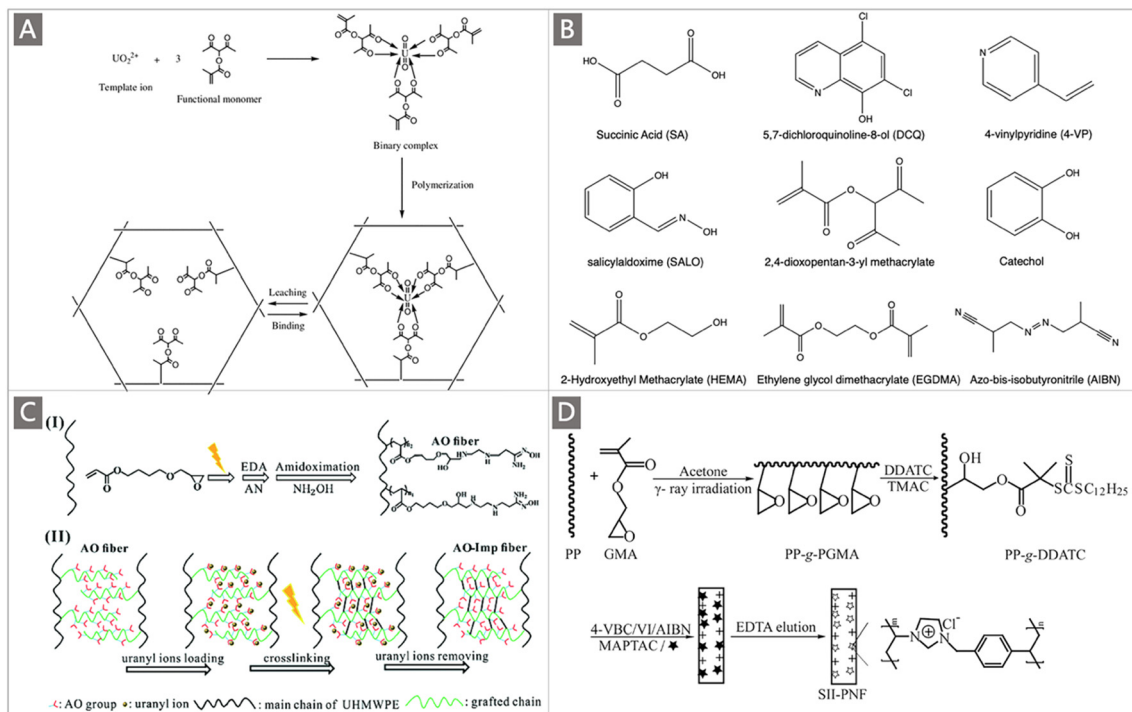 A
UO₂²⁺ + 3
Template ion
Functional monomer
Binary complex
Polymerization
Leaching
Binding
B
Succinic Acid (SA)
5,7-dichloroquinoline-8-ol (DCQ)
4-vinylpyridine (4-VP)
salicylaldoxime (SALO)
2,4-dioxopentan-3-yl methacrylate
Catechol
2-Hydroxyethyl Methacrylate (HEMA)
Ethylene glycol dimethacrylate (EGDMA)
Azo-bis-isobutyronitrile (AIBN)
C
(I)
EDA
AN
Amidoximation
NH₂OH
AO fiber
(II)
AO fiber
AO-Imp fiber
uranyl ions loading
crosslinking
uranyl ions removing
: AO group
: uranyl ion
: main chain of UHMWPE
: grafted chain
D
PP
+
GMA
Acetone
γ- ray irradiation
PP-g-PGMA
DDATC
TMAC
OH
SCSC₁₂H₂₅
PP-g-DDATC
4-VBC/VI/AIBN
MAPTAC / ★
EDTA elution
SII-PNF
Cl⁻